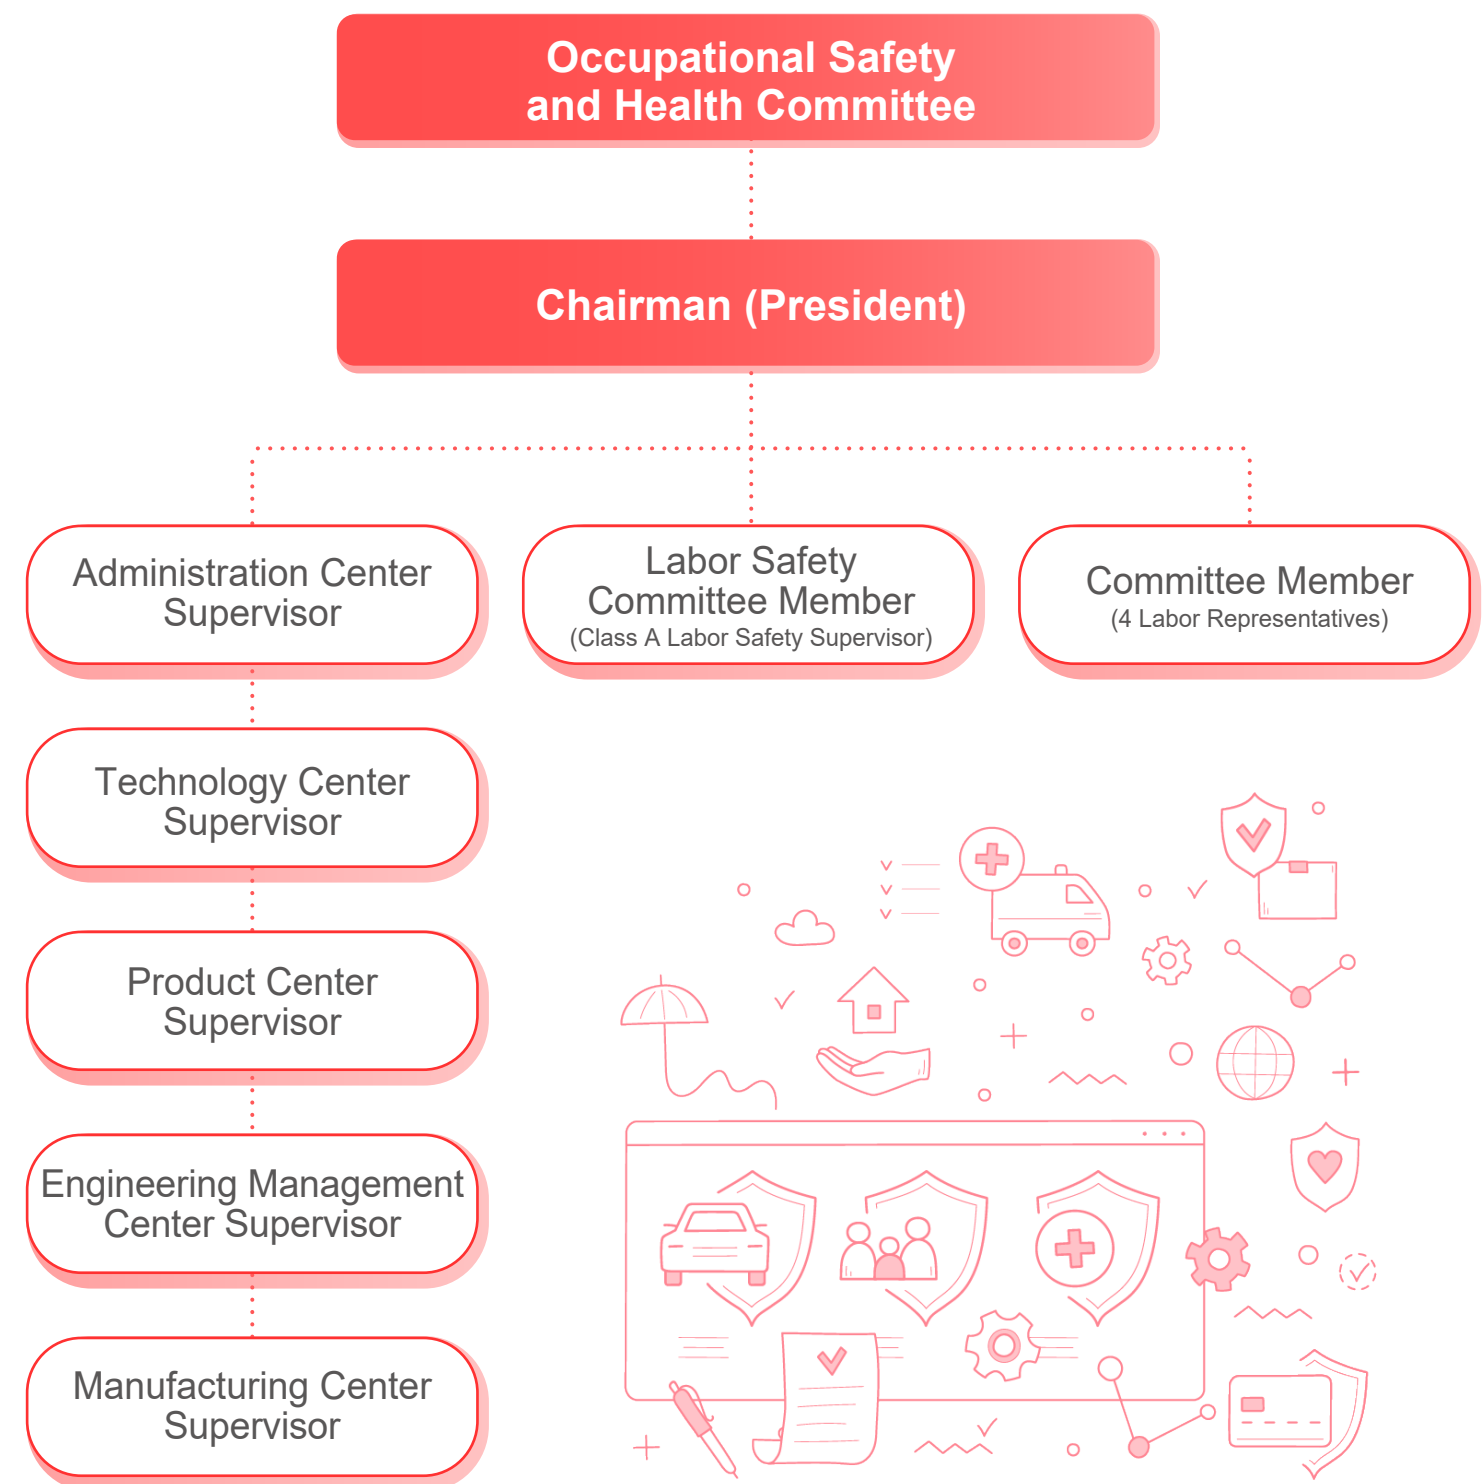 Occupational Safety
and Health Committee
Chairman (President)
Administration Center
Supervisor
Labor Safety
Committee Member
(Class A Labor Safety Supervisor)
Committee Member
(4 Labor Representatives)
Technology Center
Supervisor
Product Center
Supervisor
Engineering Management
Center Supervisor
Manufacturing Center
Supervisor